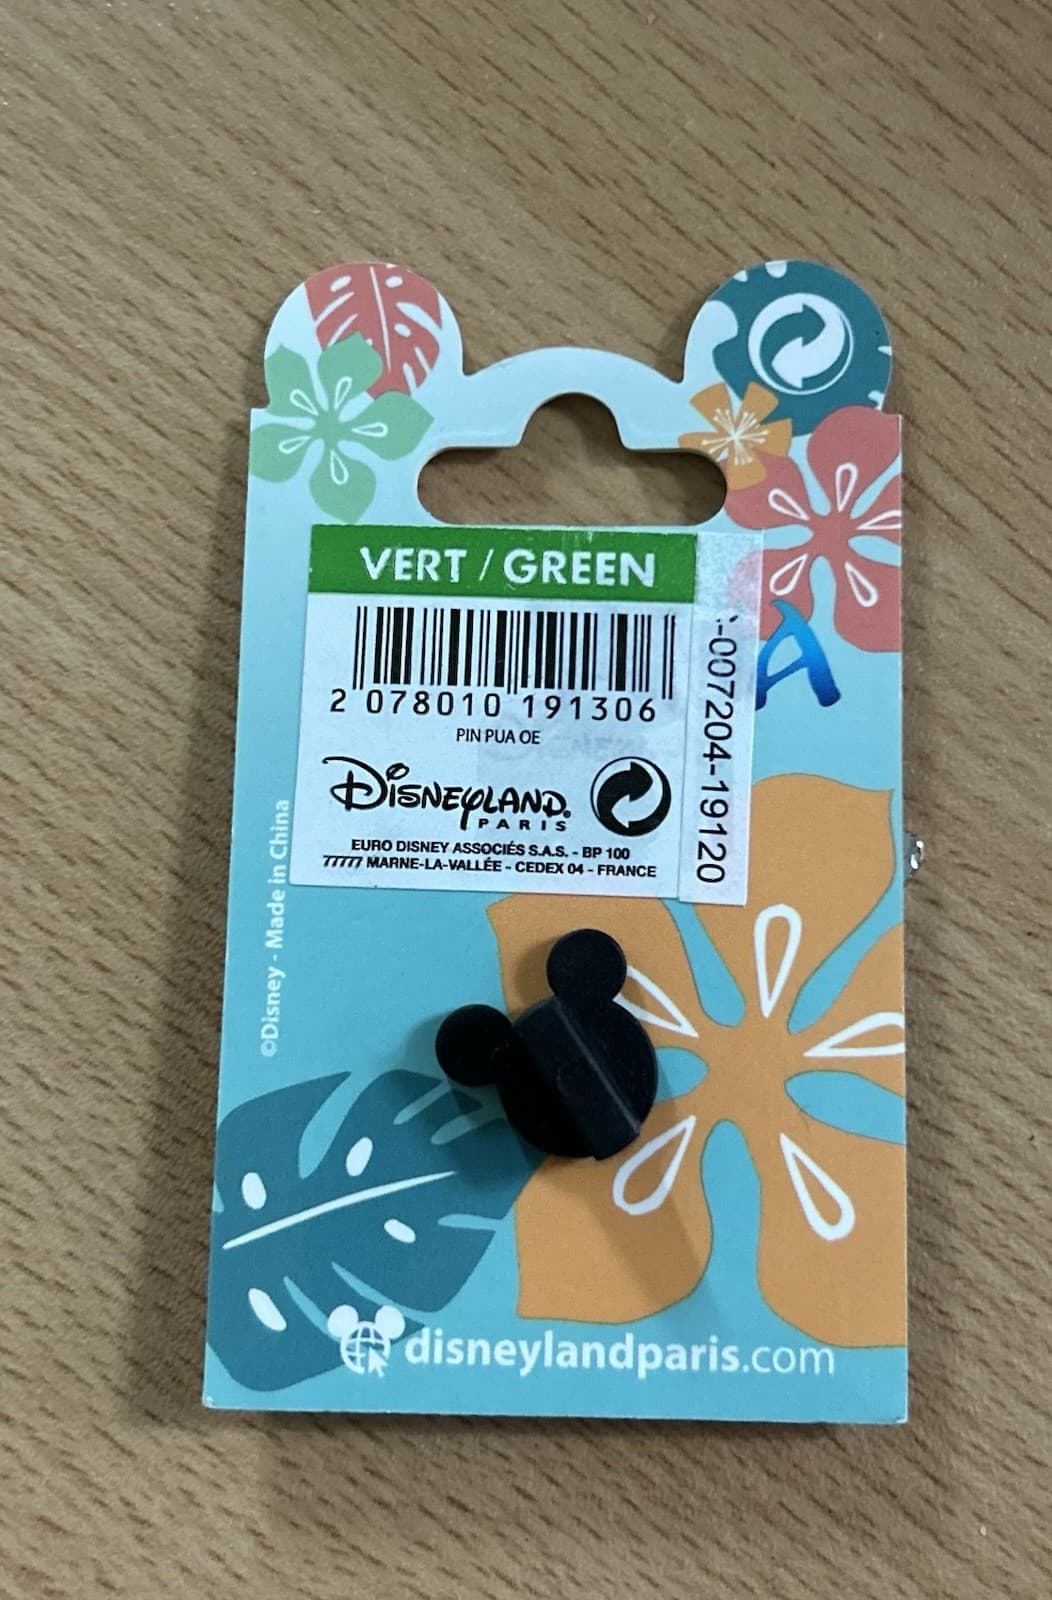 VERT / GREEN
2 078010 191306
PIN PUA OE
Disneyland®
PARIS
EURO DISNEY ASSOCIÉS S.A.S. - BP 100
77777 MARNE-LA-VALLÉE - CEDEX 04 - FRANCE
-007204-19120
A
©Disney - Made in China
disneylandparis.com